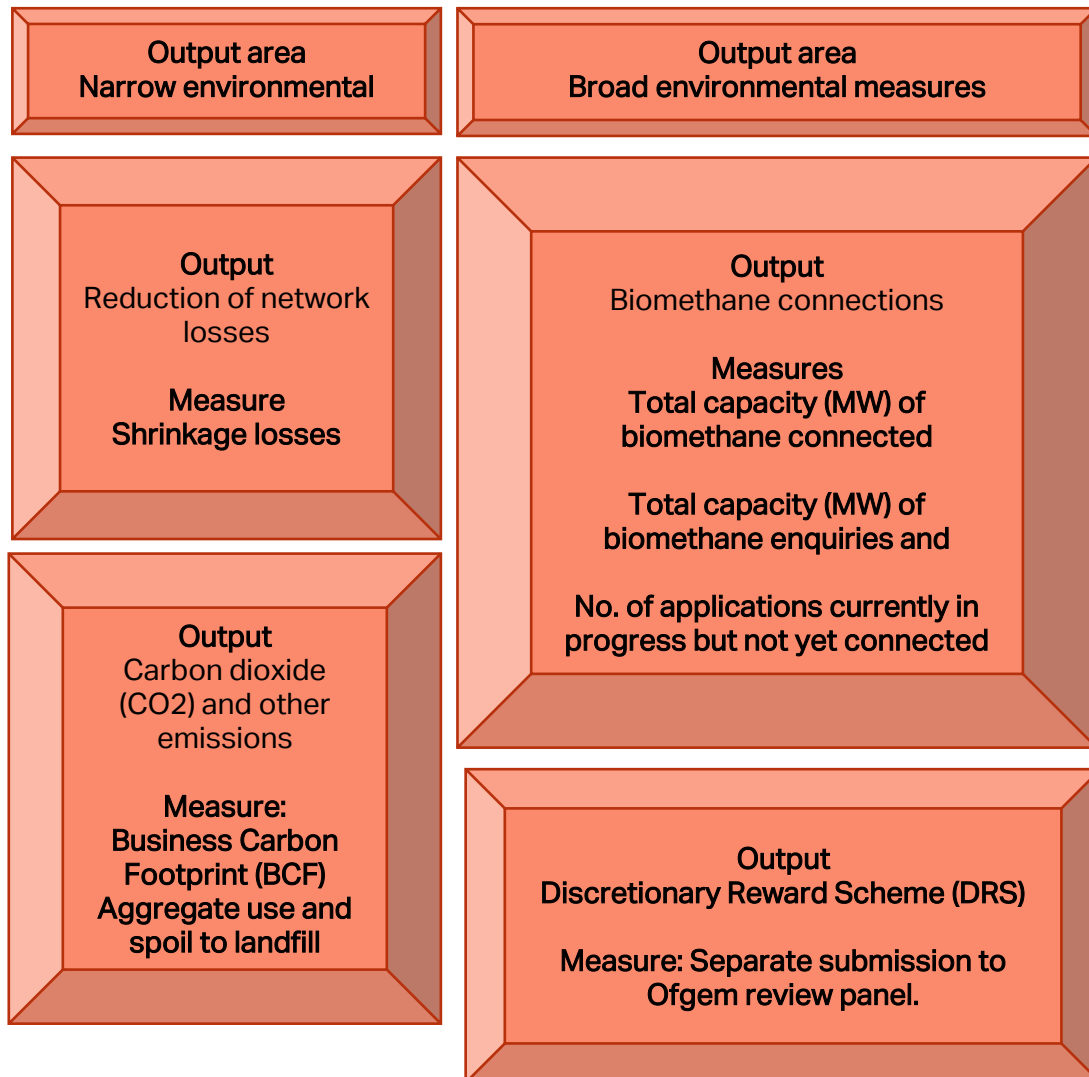 Output area
Narrow environmental
Output
Reduction of network
losses
Measure
Shrinkage losses
Output
Carbon dioxide
(CO2) and other
emissions
Measure:
Business Carbon
Footprint (BCF)
Aggregate use and
spoil to landfill
Output area
Broad environmental measures
Output
Biomethane connections
Measures
Total capacity (MW) of
biomethane connected
Total capacity (MW) of
biomethane enquiries and
No. of applications currently in
progress but not yet connected
Output
Discretionary Reward Scheme (DRS)
Measure: Separate submission to
Ofgem review panel.